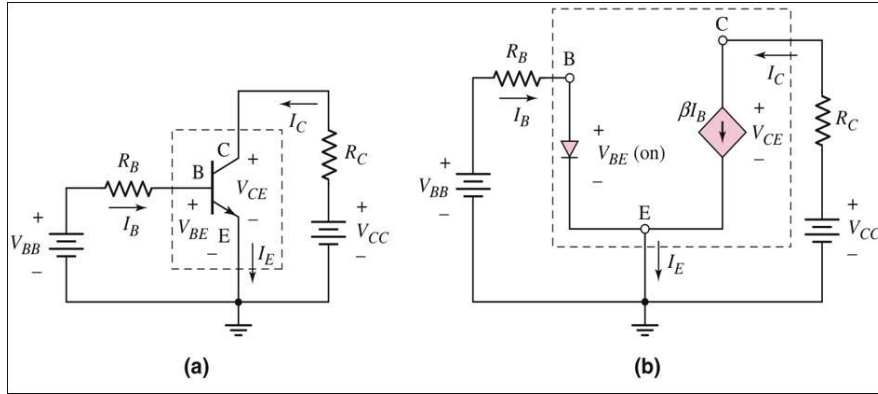 I_C
C
R_B
R_C
B
+
+
V_CE
+
+
I_B
V_BE
E
−
V_BB
V_CC
−
I_E
−
−
(a)
C
R_B
B
I_C
I_B
βI_B
+
+
V_BE (on)
V_CE
R_C
+
−
−
V_BB
+
−
E
V_CC
I_E
−
(b)